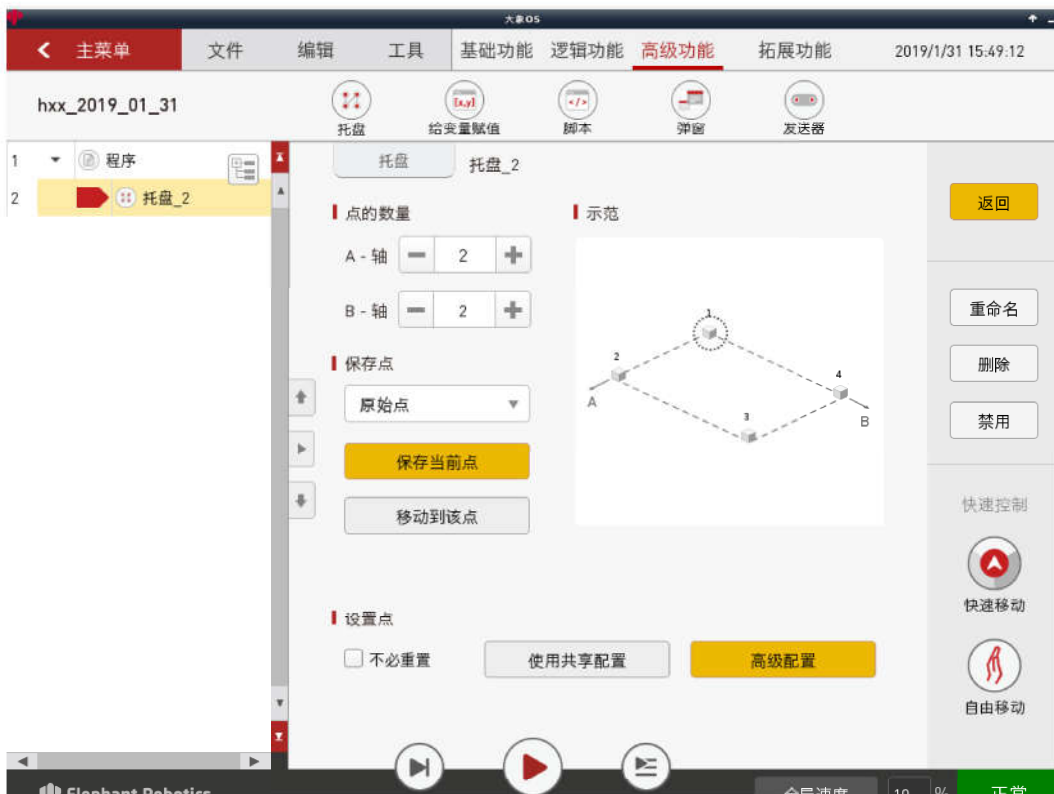 大象OS
主菜单 文件 编辑 工具 基础功能 逻辑功能 高级功能 拓展功能 2019/1/31 15:49:12
hxx_2019_01_31
托盘 给变量赋值 脚本 弹窗 发送器
[x,y] </>
1 程序
2 托盘_2
托盘 托盘_2
点的数量
A - 轴 2
B - 轴 2
保存点
原始点
保存当前点
移动到该点
示范
1
2
4
A
3
B
设置点
不必重置 使用共享配置 高级配置
返回
重命名
删除
禁用
快速控制
快速移动
自由移动
Elephant Robotics 全局速度 10 % 正常